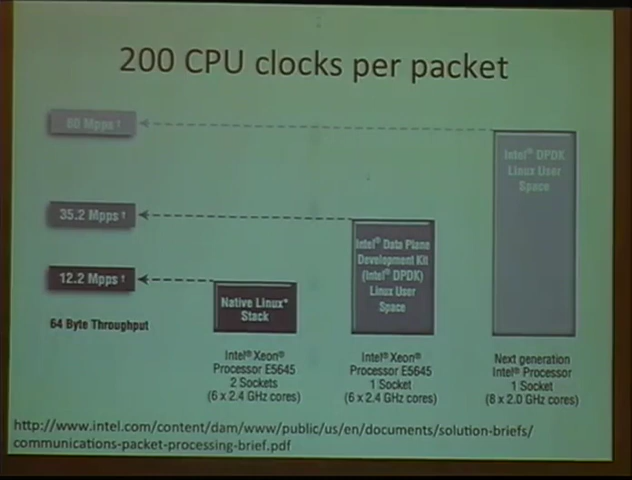 200 CPU clocks per packet
80 Mpps †
35.2 Mpps †
12.2 Mpps †
64 Byte Throughput
Native Linux*
Stack
Intel® Data Plane
Development Kit
(Intel® DPDK)
Linux User
Space
Intel® DPDK
Linux User
Space
Intel® Xeon®
Processor E5645
2 Sockets
(6 x 2.4 GHz cores)
Intel® Xeon®
Processor E5645
1 Socket
(6 x 2.4 GHz cores)
Next generation
Intel® Processor
1 Socket
(8 x 2.0 GHz cores)
http://www.intel.com/content/dam/www/public/us/en/documents/solution-briefs/
communications-packet-processing-brief.pdf